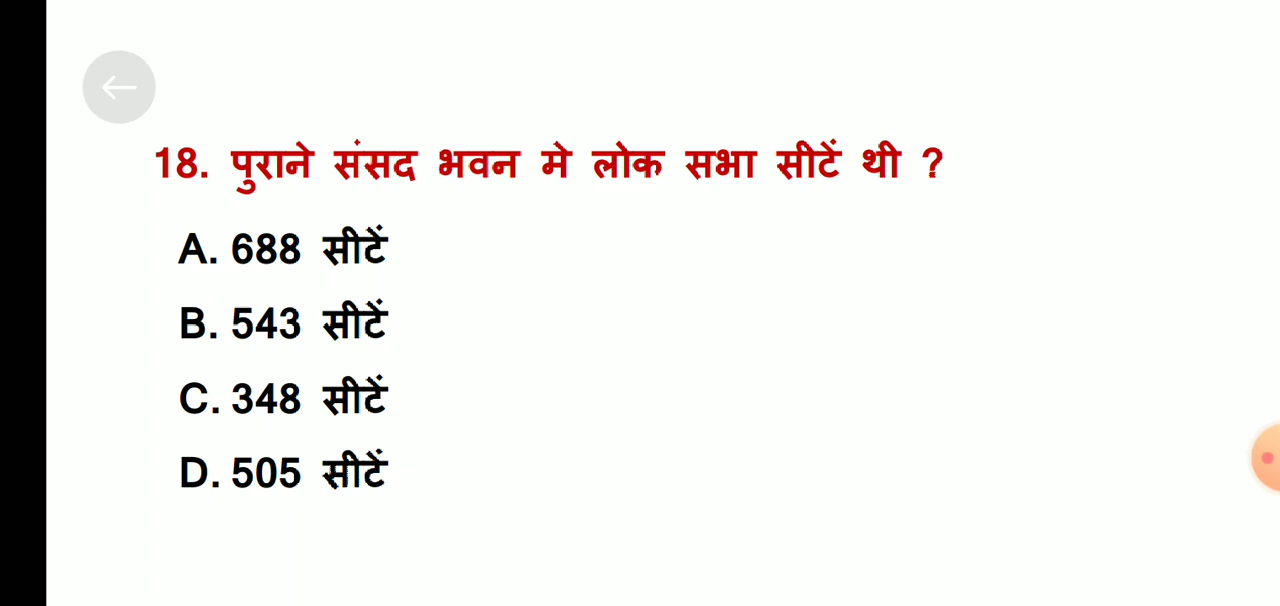 18. पुराने संसद भवन मे लोक सभा सीटें थी ?
A. 688 सीटें
B. 543 सीटें
C. 348 सीटें
D. 505 सीटें